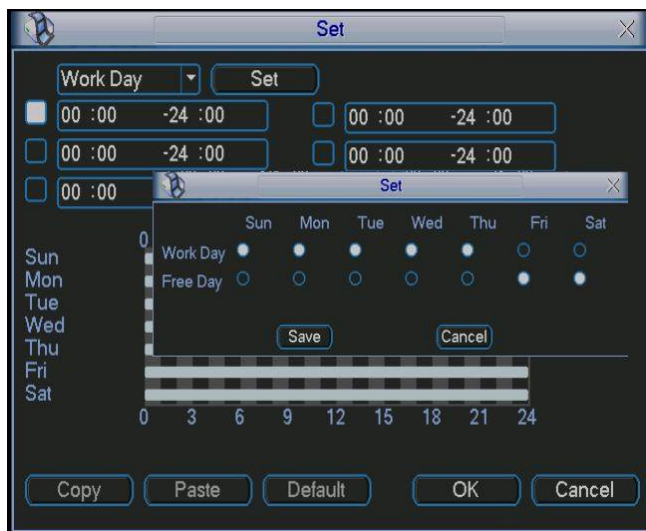 Set
Work Day Set
00 :00 -24 :00 00 :00 -24 :00
00 :00 -24 :00 00 :00 -24 :00
00 :00
Set
Sun Mon Tue Wed Thu Fri Sat
Work Day
Free Day
Save Cancel
0
Sun
Mon
Tue
Wed
Thu
Fri
Sat
0 3 6 9 12 15 18 21 24
Copy Paste Default OK Cancel